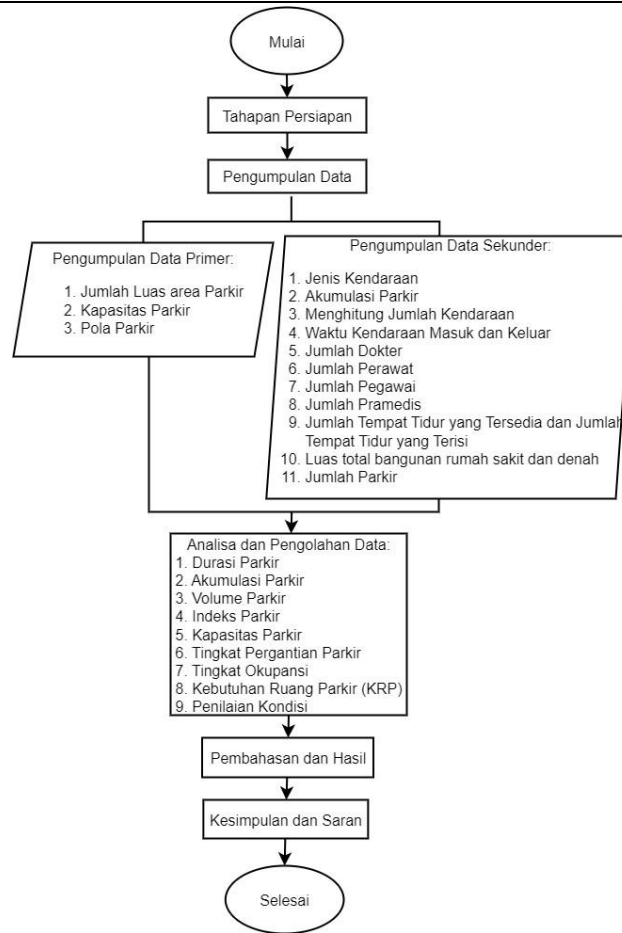 Mulai
Tahapan Persiapan
Pengumpulan Data
Pengumpulan Data Primer:
1. Jumlah Luas area Parkir
2. Kapasitas Parkir
3. Pola Parkir
Pengumpulan Data Sekunder:
1. Jenis Kendaraan
2. Akumulasi Parkir
3. Menghitung Jumlah Kendaraan
4. Waktu Kendaraan Masuk dan Keluar
5. Jumlah Dokter
6. Jumlah Perawat
7. Jumlah Pegawai
8. Jumlah Pramedis
9. Jumlah Tempat Tidur yang Tersedia dan Jumlah
Tempat Tidur yang Terisi
10. Luas total bangunan rumah sakit dan denah
11. Jumlah Parkir
Analisa dan Pengolahan Data:
1. Durasi Parkir
2. Akumulasi Parkir
3. Volume Parkir
4. Indeks Parkir
5. Kapasitas Parkir
6. Tingkat Pergantian Parkir
7. Tingkat Okupansi
8. Kebutuhan Ruang Parkir (KRP)
9. Penilaian Kondisi
Pembahasan dan Hasil
Kesimpulan dan Saran
Selesai